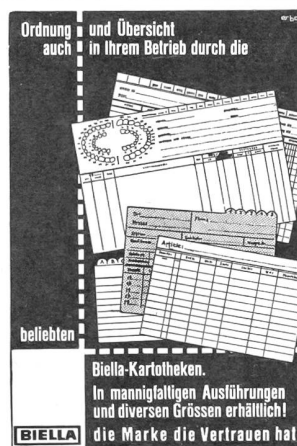 Ordnung und Übersicht
auch in Ihrem Betrieb durch die
Article:
beliebten
Biella-Kartotheken.
In mannigfaltigen Ausführungen
und diversen Grössen erhältlich!
BIELLA die Marke die Vertrauen hat